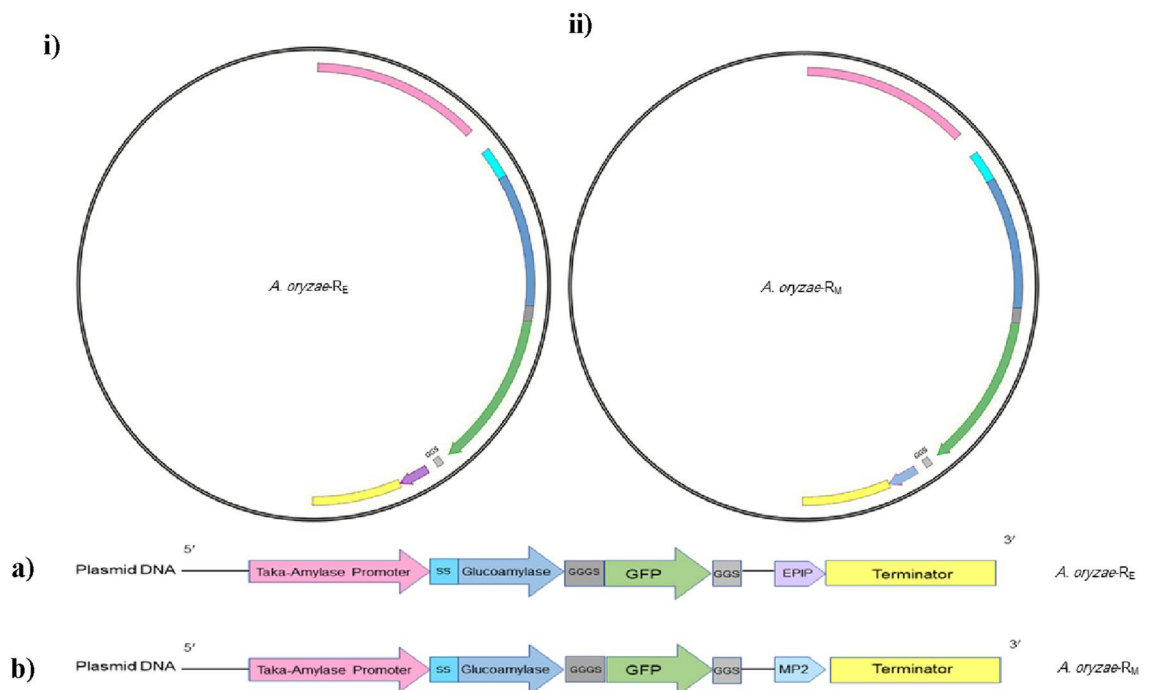 i)
ii)
A. oryzae-RE
A. oryzae-RM
GGS
GGS
a)
Plasmid DNA
5′
Taka-Amylase Promoter
SS
Glucoamylase
GGGS
GFP
GGS
EPIP
Terminator
3′
A. oryzae-RE
b)
Plasmid DNA
5′
Taka-Amylase Promoter
SS
Glucoamylase
GGGS
GFP
GGS
MP2
Terminator
3′
A. oryzae-RM